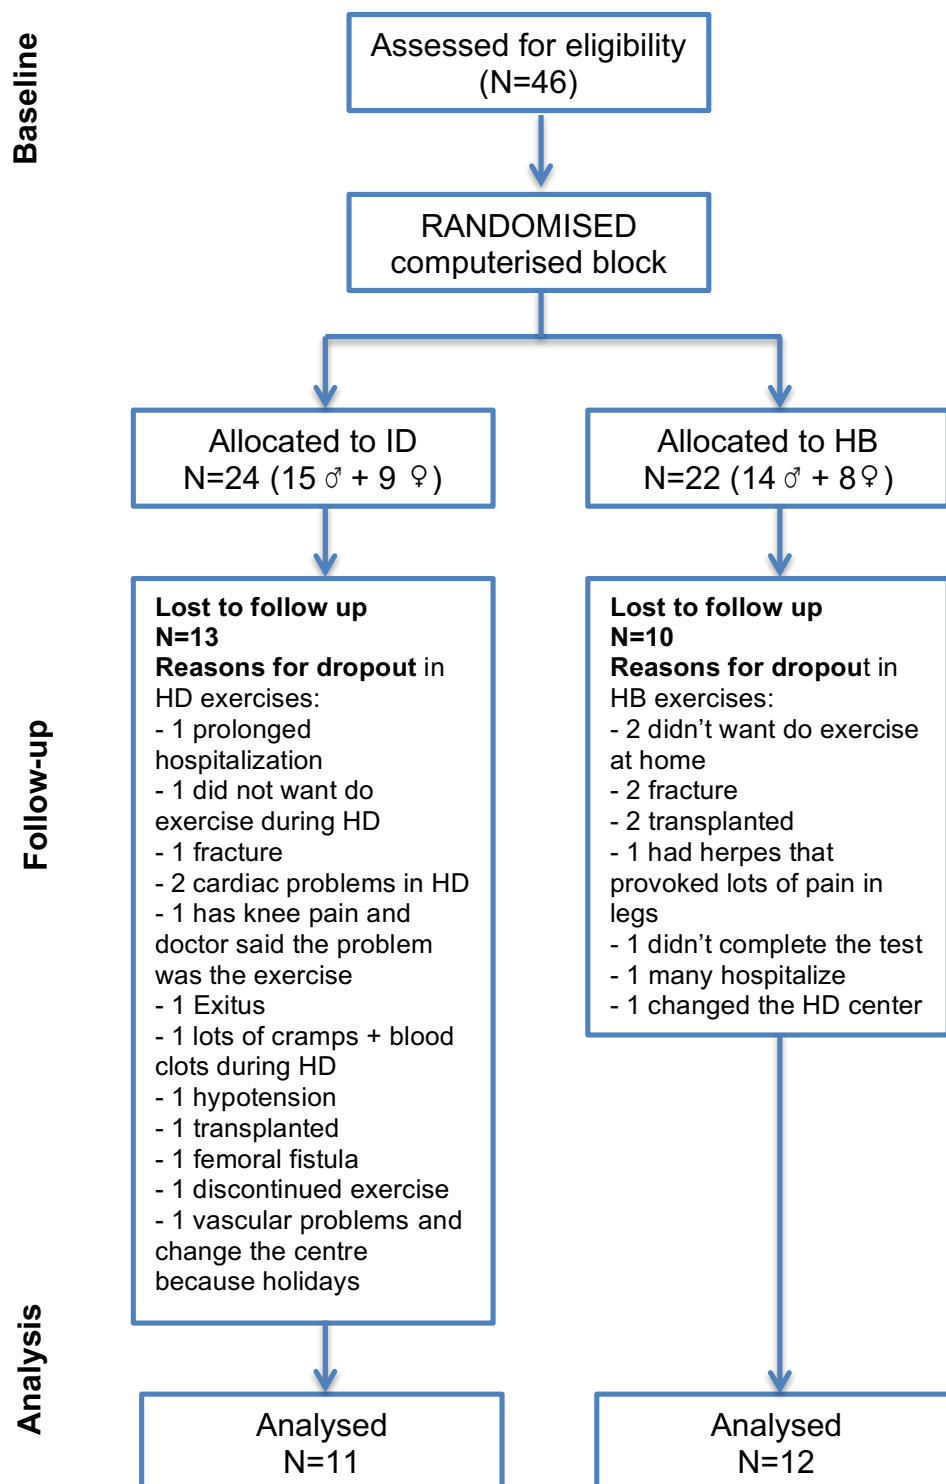 Baseline
Assessed for eligibility
(N=46)
RANDOMISED
computerised block
Allocated to ID
N=24 (15 ♂ + 9 ♀)
Allocated to HB
N=22 (14 ♂ + 8♀)
Follow-up
Lost to follow up
N=13
Reasons for dropout in
HD exercises:
- 1 prolonged
hospitalization
- 1 did not want do
exercise during HD
- 1 fracture
- 2 cardiac problems in HD
- 1 has knee pain and
doctor said the problem
was the exercise
- 1 Exitus
- 1 lots of cramps + blood
clots during HD
- 1 hypotension
- 1 transplanted
- 1 femoral fistula
- 1 discontinued exercise
- 1 vascular problems and
change the centre
because holidays
Lost to follow up
N=10
Reasons for dropout in
HB exercises:
- 2 didn’t want do exercise
at home
- 2 fracture
- 2 transplanted
- 1 had herpes that
provoked lots of pain in
legs
- 1 didn’t complete the test
- 1 many hospitalize
- 1 changed the HD center
Analysis
Analysed
N=11
Analysed
N=12